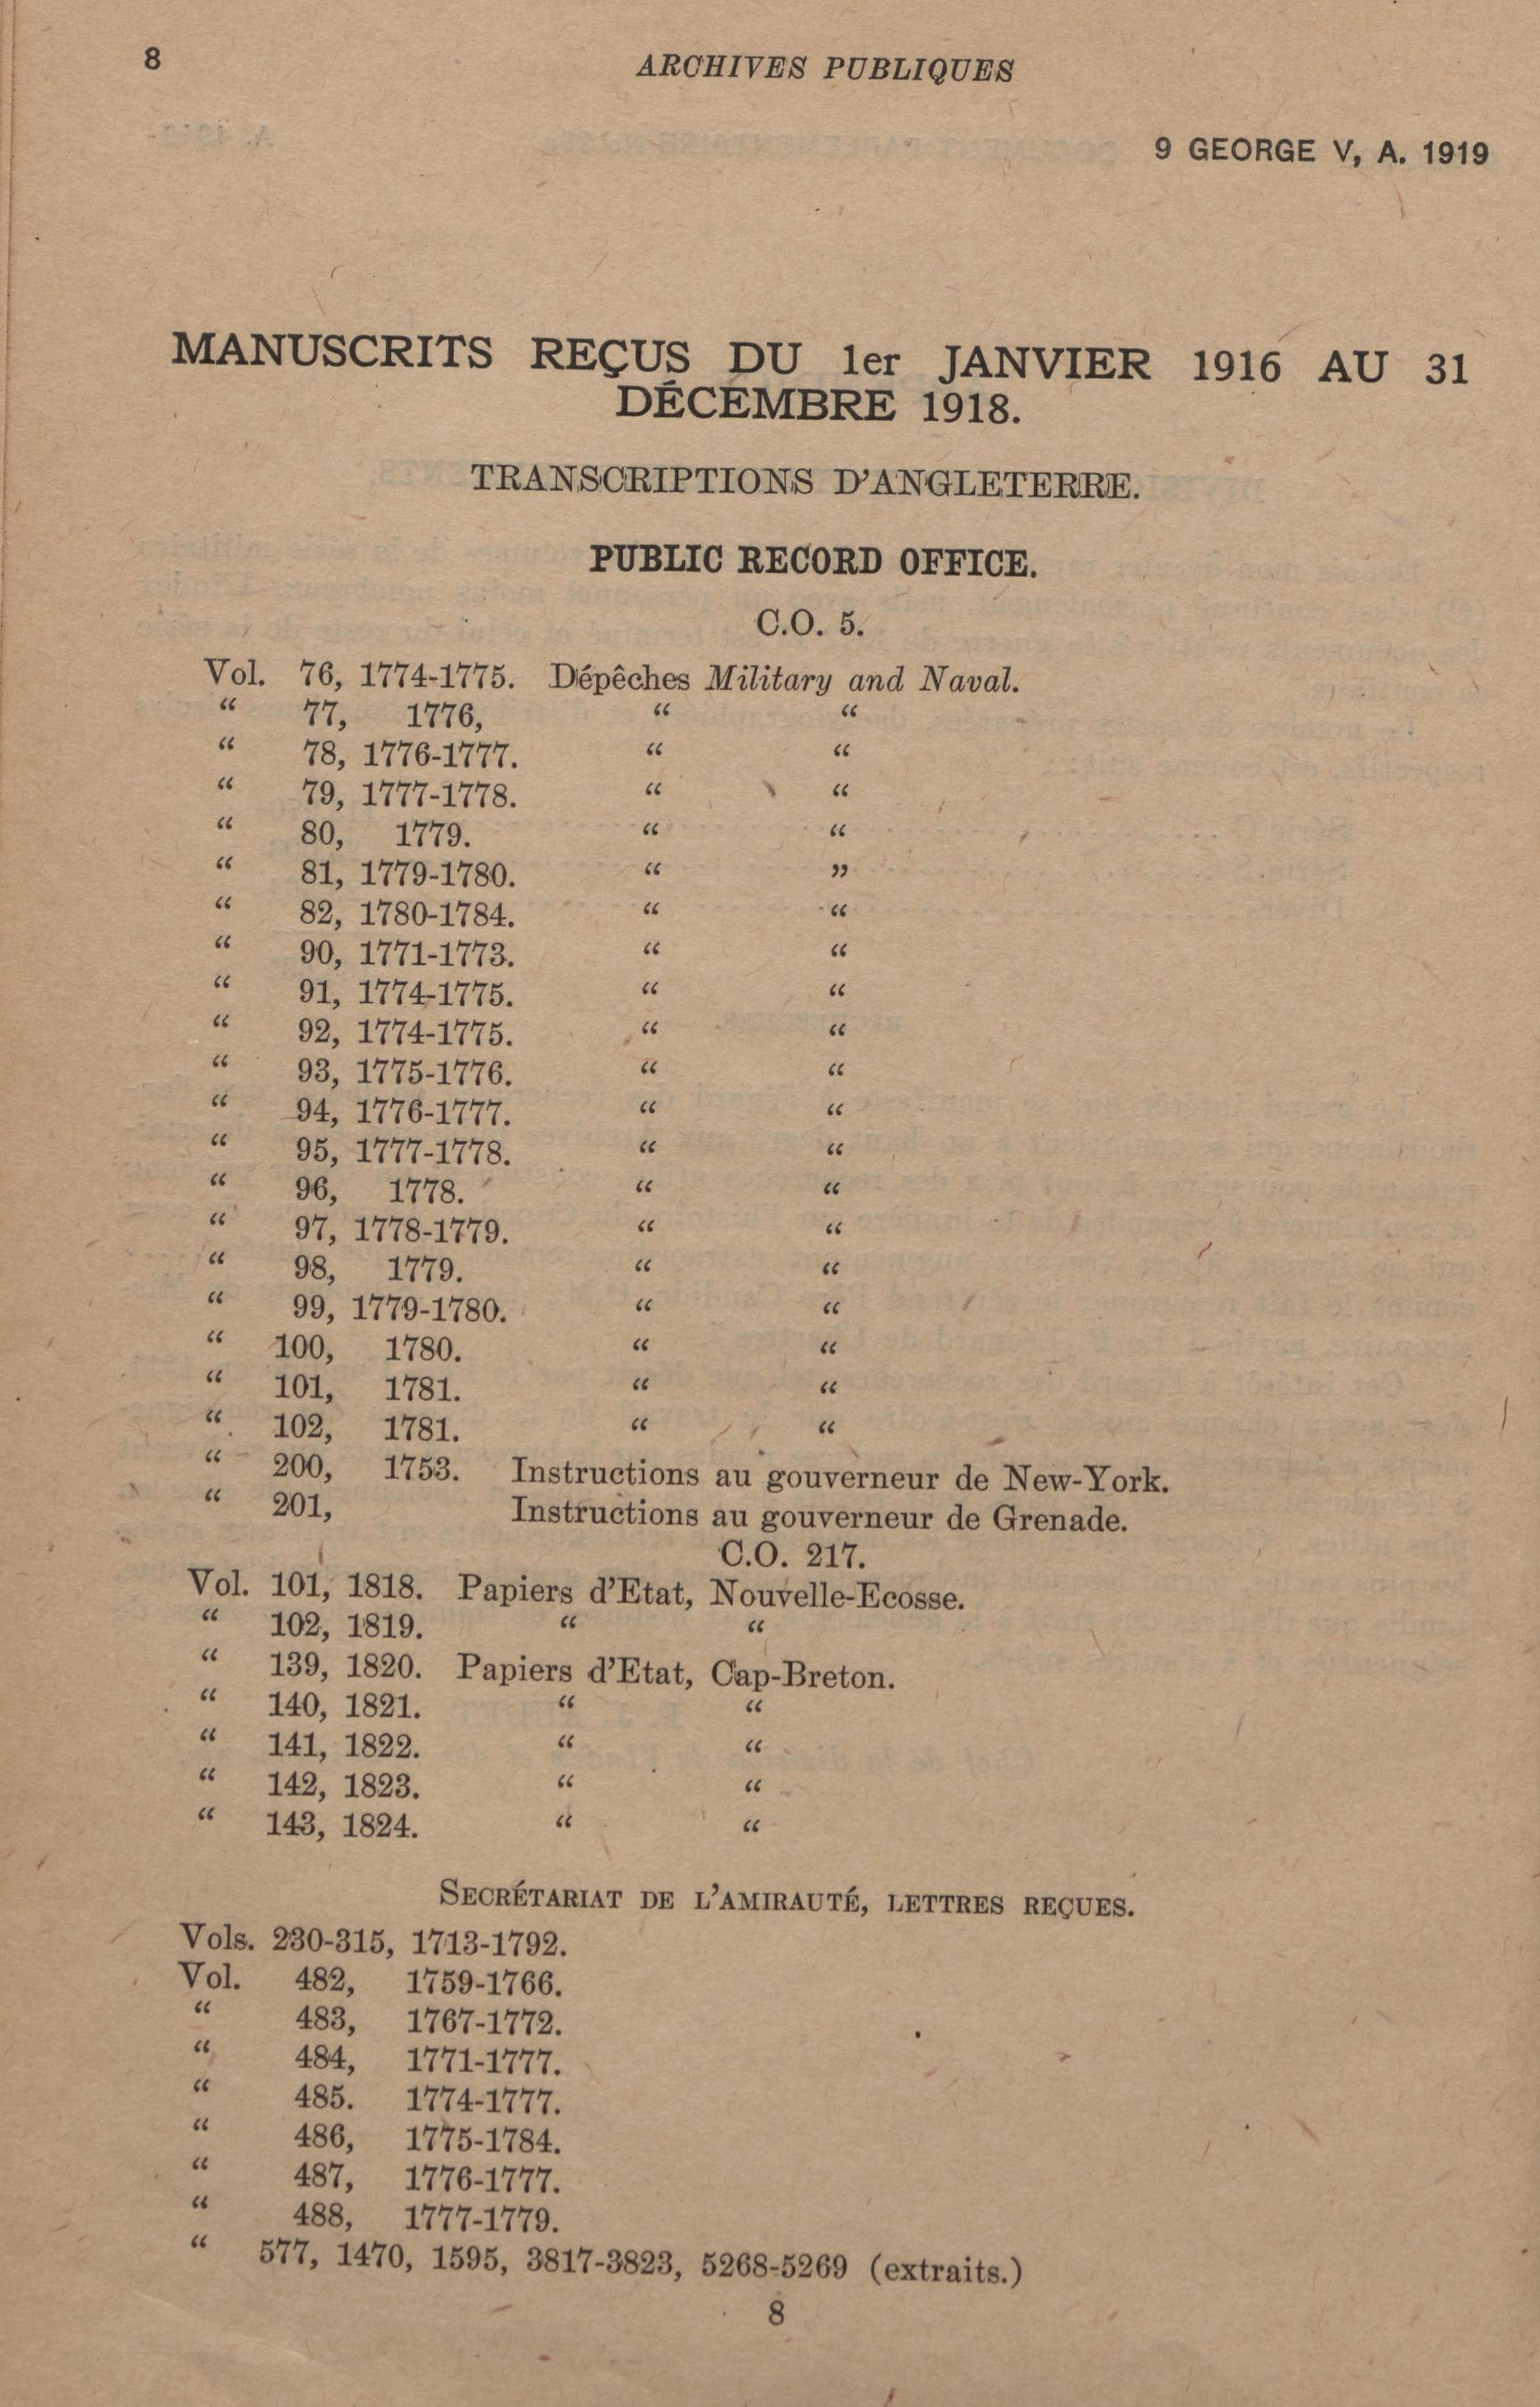 8
ARCHIVES PUBLIQUES
9 GEORGE V, A. 1919
MANUSCRITS REÇUS DU 1er JANVIER 1916 AU 31
DÉCEMBRE 1918.
TRANSCRIPTIONS D'ANGLETERRE.
PUBLIC RECORD OFFICE.
C.O. 5.
Vol. 76, 1774-1775. Dépêches Military and Naval.
“ 77, 1776, “ “
“ 78, 1776-1777. “ “
“ 79, 1777-1778. “ “
“ 80, 1779. “ “
“ 81, 1779-1780. “ ”
“ 82, 1780-1784. “ “
“ 90, 1771-1773. “ “
“ 91, 1774-1775. “ “
“ 92, 1774-1775. “ “
“ 93, 1775-1776. “ “
“ 94, 1776-1777. “ “
“ 95, 1777-1778. “ “
“ 96, 1778. “ “
“ 97, 1778-1779. “ “
“ 98, 1779. “ “
“ 99, 1779-1780. “ “
“ 100, 1780. “ “
“ 101, 1781. “ “
“ 102, 1781. “ “
“ 200, 1753. Instructions au gouverneur de New-York.
“ 201, Instructions au gouverneur de Grenade.
C.O. 217.
Vol. 101, 1818. Papiers d'Etat, Nouvelle-Ecosse.
“ 102, 1819. “ “
“ 139, 1820. Papiers d'Etat, Cap-Breton.
“ 140, 1821. “ “
“ 141, 1822. “ “
“ 142, 1823. “ “
“ 143, 1824. “ “
SECRÉTARIAT DE L'AMIRAUTÉ, LETTRES REÇUES.
Vols. 230-315, 1713-1792.
Vol. 482, 1759-1766.
“ 483, 1767-1772.
“ 484, 1771-1777.
“ 485. 1774-1777.
“ 486, 1775-1784.
“ 487, 1776-1777.
“ 488, 1777-1779.
“ 577, 1470, 1595, 3817-3823, 5268-5269 (extraits.)
8